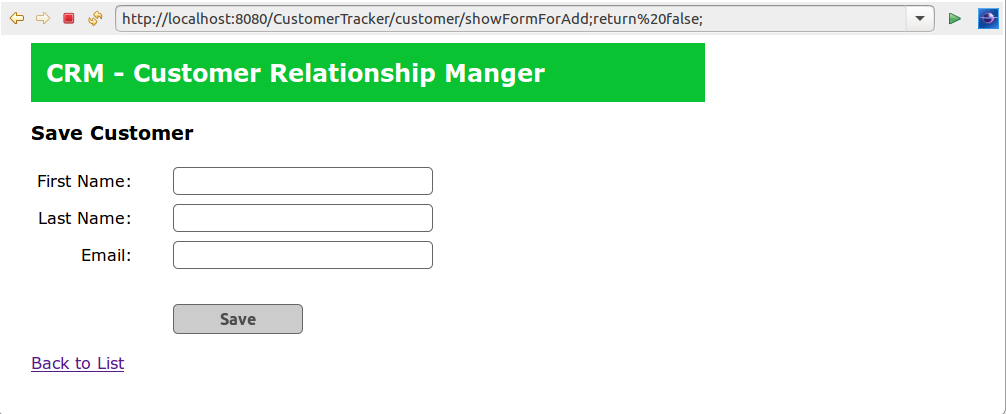 http://localhost:8080/CustomerTracker/customer/showFormForAdd;return%20false;
CRM - Customer Relationship Manger
Save Customer
First Name:
Last Name:
Email:
Save
Back to List